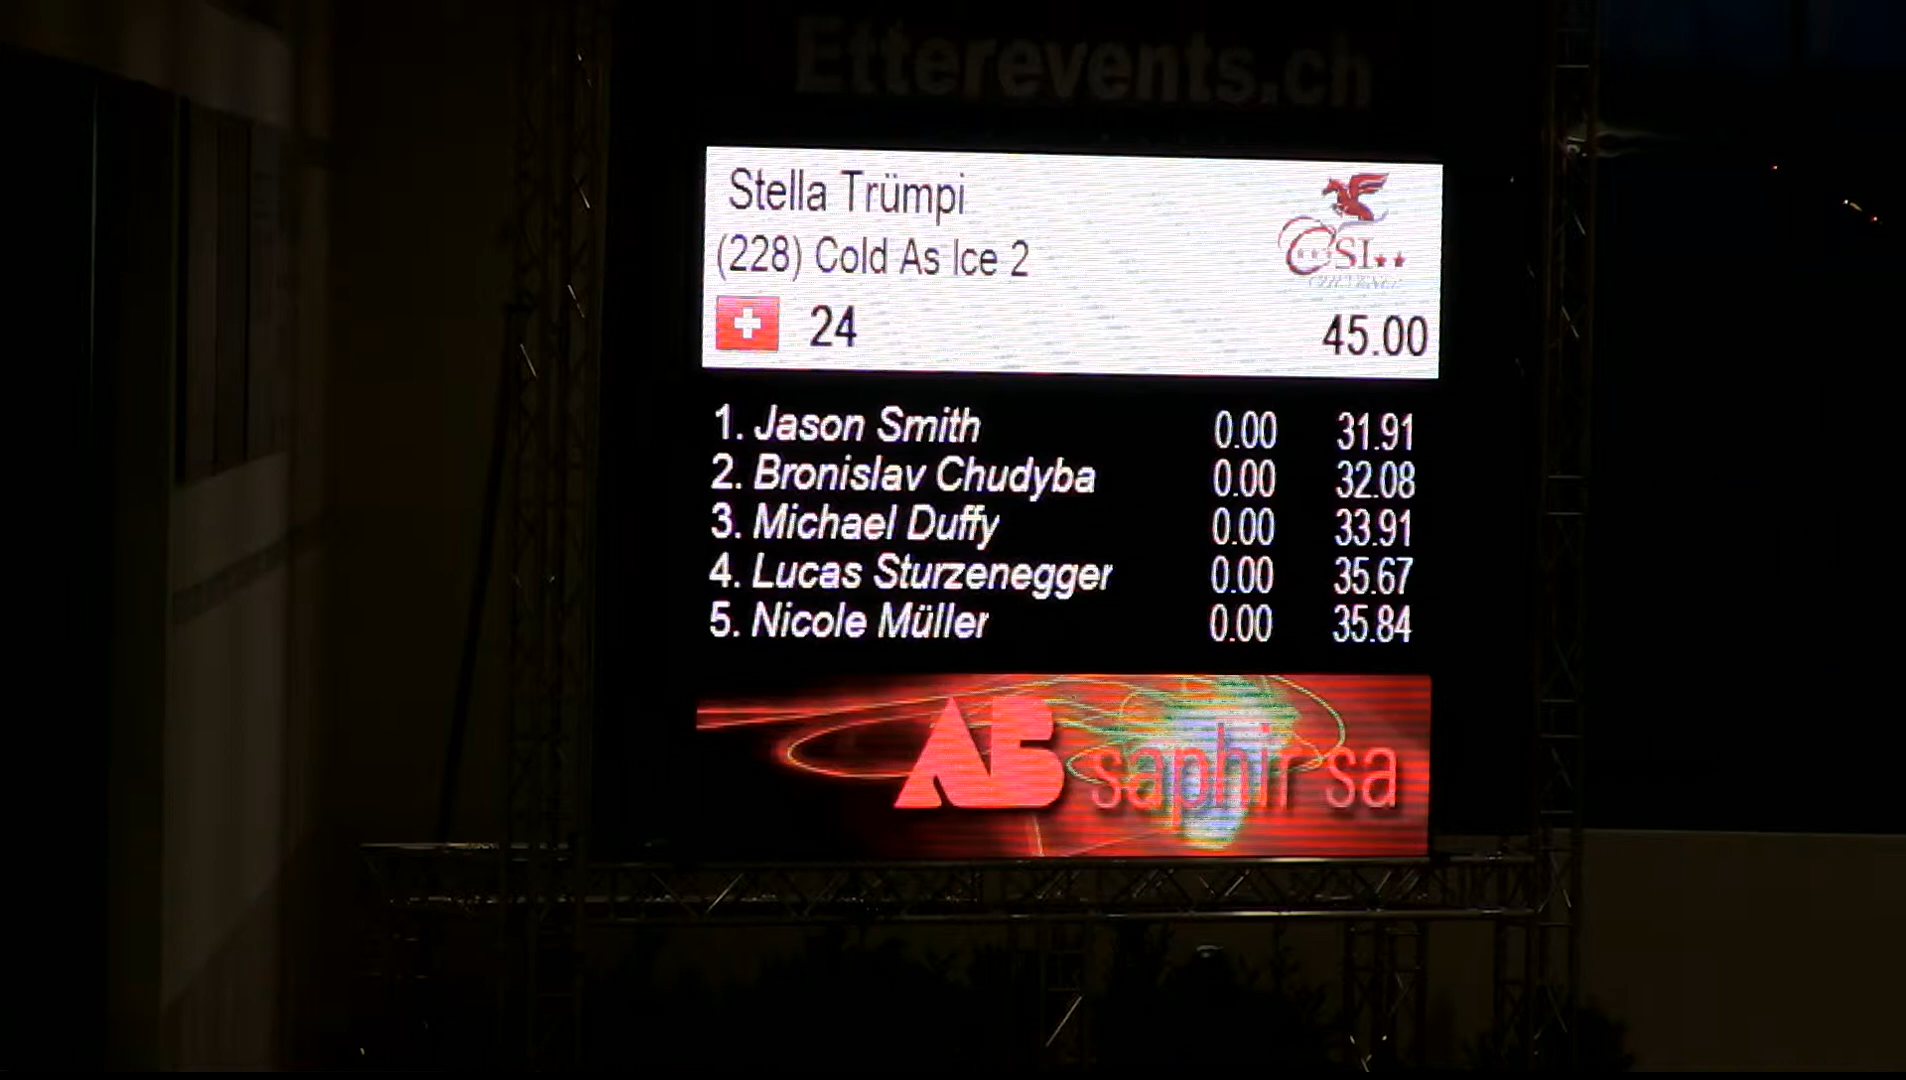 Etterevents.ch
Stella Trümpi
(228) Cold As Ice 2
CSI
24 45.00
1. Jason Smith 0.00 31.91
2. Bronislav Chudyba 0.00 32.08
3. Michael Duffy 0.00 33.91
4. Lucas Sturzenegger 0.00 35.67
5. Nicole Müller 0.00 35.84
AB saphir sa